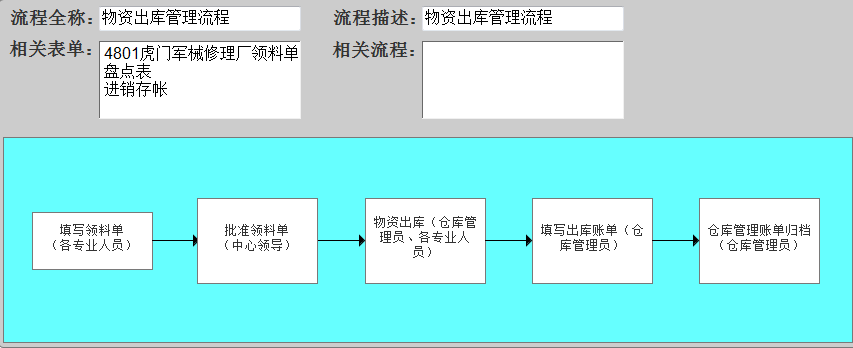 流程全称：物资出库管理流程 流程描述：物资出库管理流程
相关表单：4801虎门军械修理厂领料单 相关流程：
盘点表
进销存帐
填写领料单
（各专业人员）
批准领料单
（中心领导）
物资出库（仓库管
理员、各专业人
员）
填写出库账单（仓
库管理员）
仓库管理账单归档
（仓库管理员）